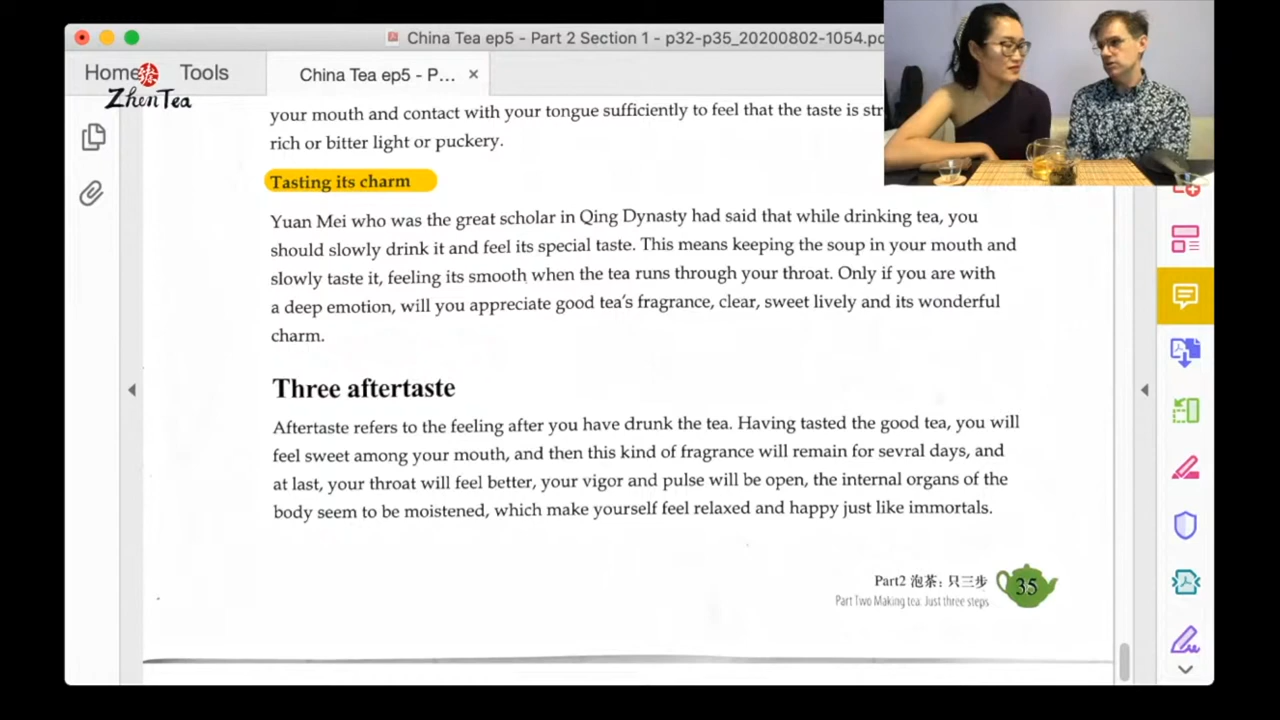 China Tea ep5 - Part 2 Section 1 - p32-p35_20200802-1054.pd
Home Tools China Tea ep5 - P... ×
臻
ZhenTea
your mouth and contact with your tongue sufficiently to feel that the taste is str
rich or bitter light or puckery.
Tasting its charm
Yuan Mei who was the great scholar in Qing Dynasty had said that while drinking tea, you
should slowly drink it and feel its special taste. This means keeping the soup in your mouth and
slowly taste it, feeling its smooth when the tea runs through your throat. Only if you are with
a deep emotion, will you appreciate good tea's fragrance, clear, sweet lively and its wonderful
charm.
Three aftertaste
Aftertaste refers to the feeling after you have drunk the tea. Having tasted the good tea, you will
feel sweet among your mouth, and then this kind of fragrance will remain for sevral days, and
at last, your throat will feel better, your vigor and pulse will be open, the internal organs of the
body seem to be moistened, which make yourself feel relaxed and happy just like immortals.
Part2 泡茶：只三步
Part Two Making tea: Just three steps
35